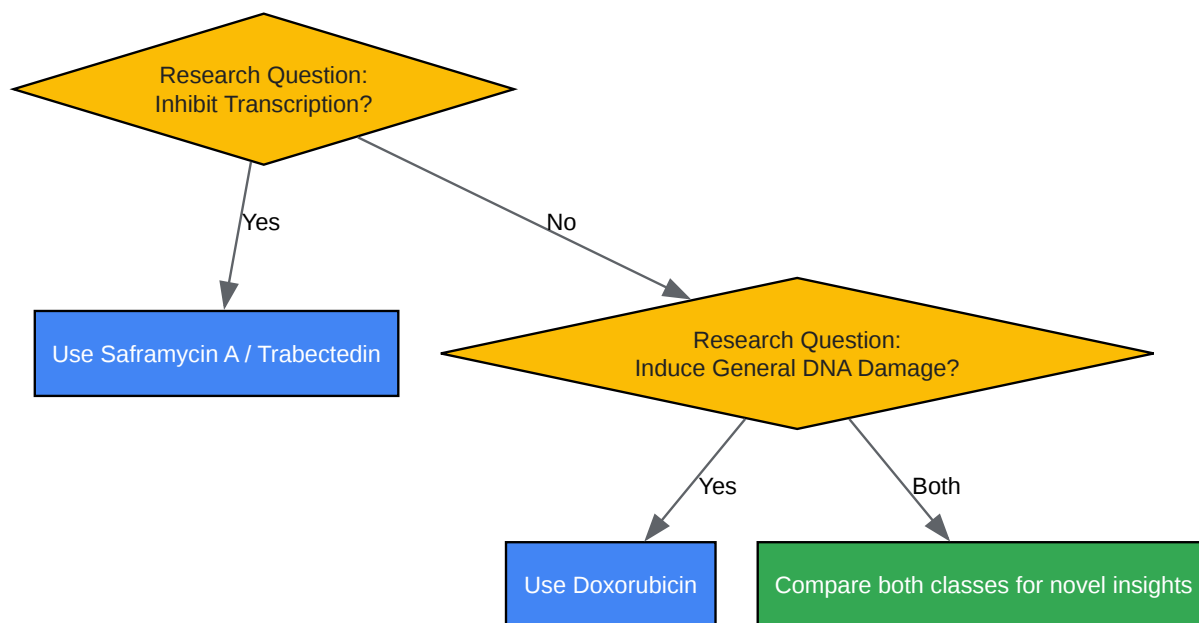 Research Question:
Inhibit Transcription?
Yes
No
Use Saframycin A / Trabectedin
Research Question:
Induce General DNA Damage?
Yes
Both
Use Doxorubicin
Compare both classes for novel insights